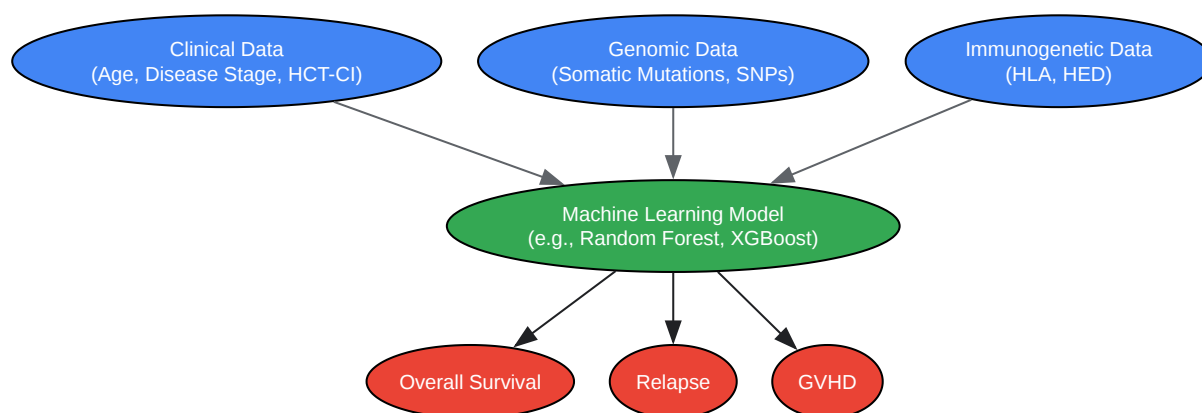 Clinical Data
(Age, Disease Stage, HCT-CI)
Genomic Data
(Somatic Mutations, SNPs)
Immunogenetic Data
(HLA, HED)
Machine Learning Model
(e.g., Random Forest, XGBoost)
Overall Survival
Relapse
GVHD